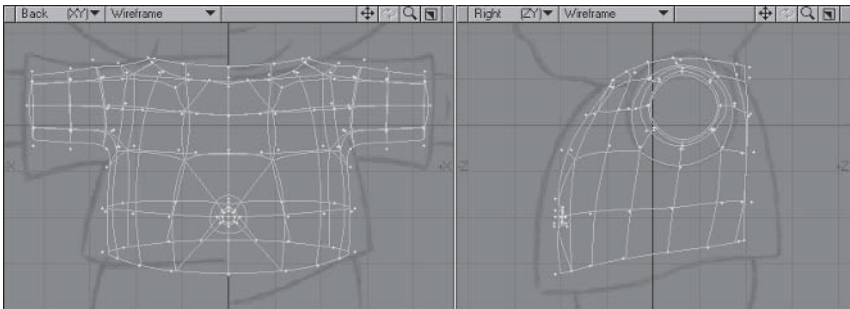 Back (XY) Wireframe
Right (ZY) Wireframe
-X +X -Z +Z